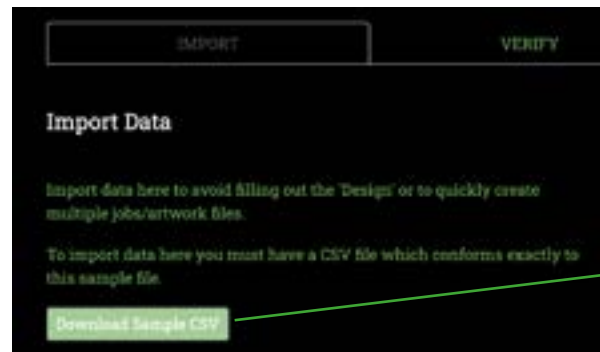 IMPORT VERIFY
Import Data
Import data here to avoid filling out the 'Design' or to quickly create
multiple jobs/artwork files.
To import data here you must have a CSV file which conforms exactly to
this sample file.
Download Sample CSV